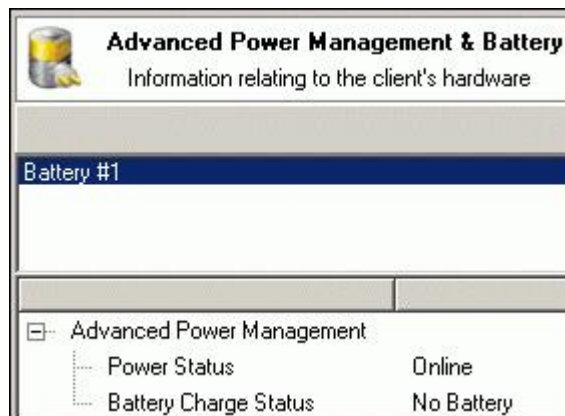 Advanced Power Management & Battery
Information relating to the client's hardware
Battery #1
Advanced Power Management
Power Status Online
Battery Charge Status No Battery